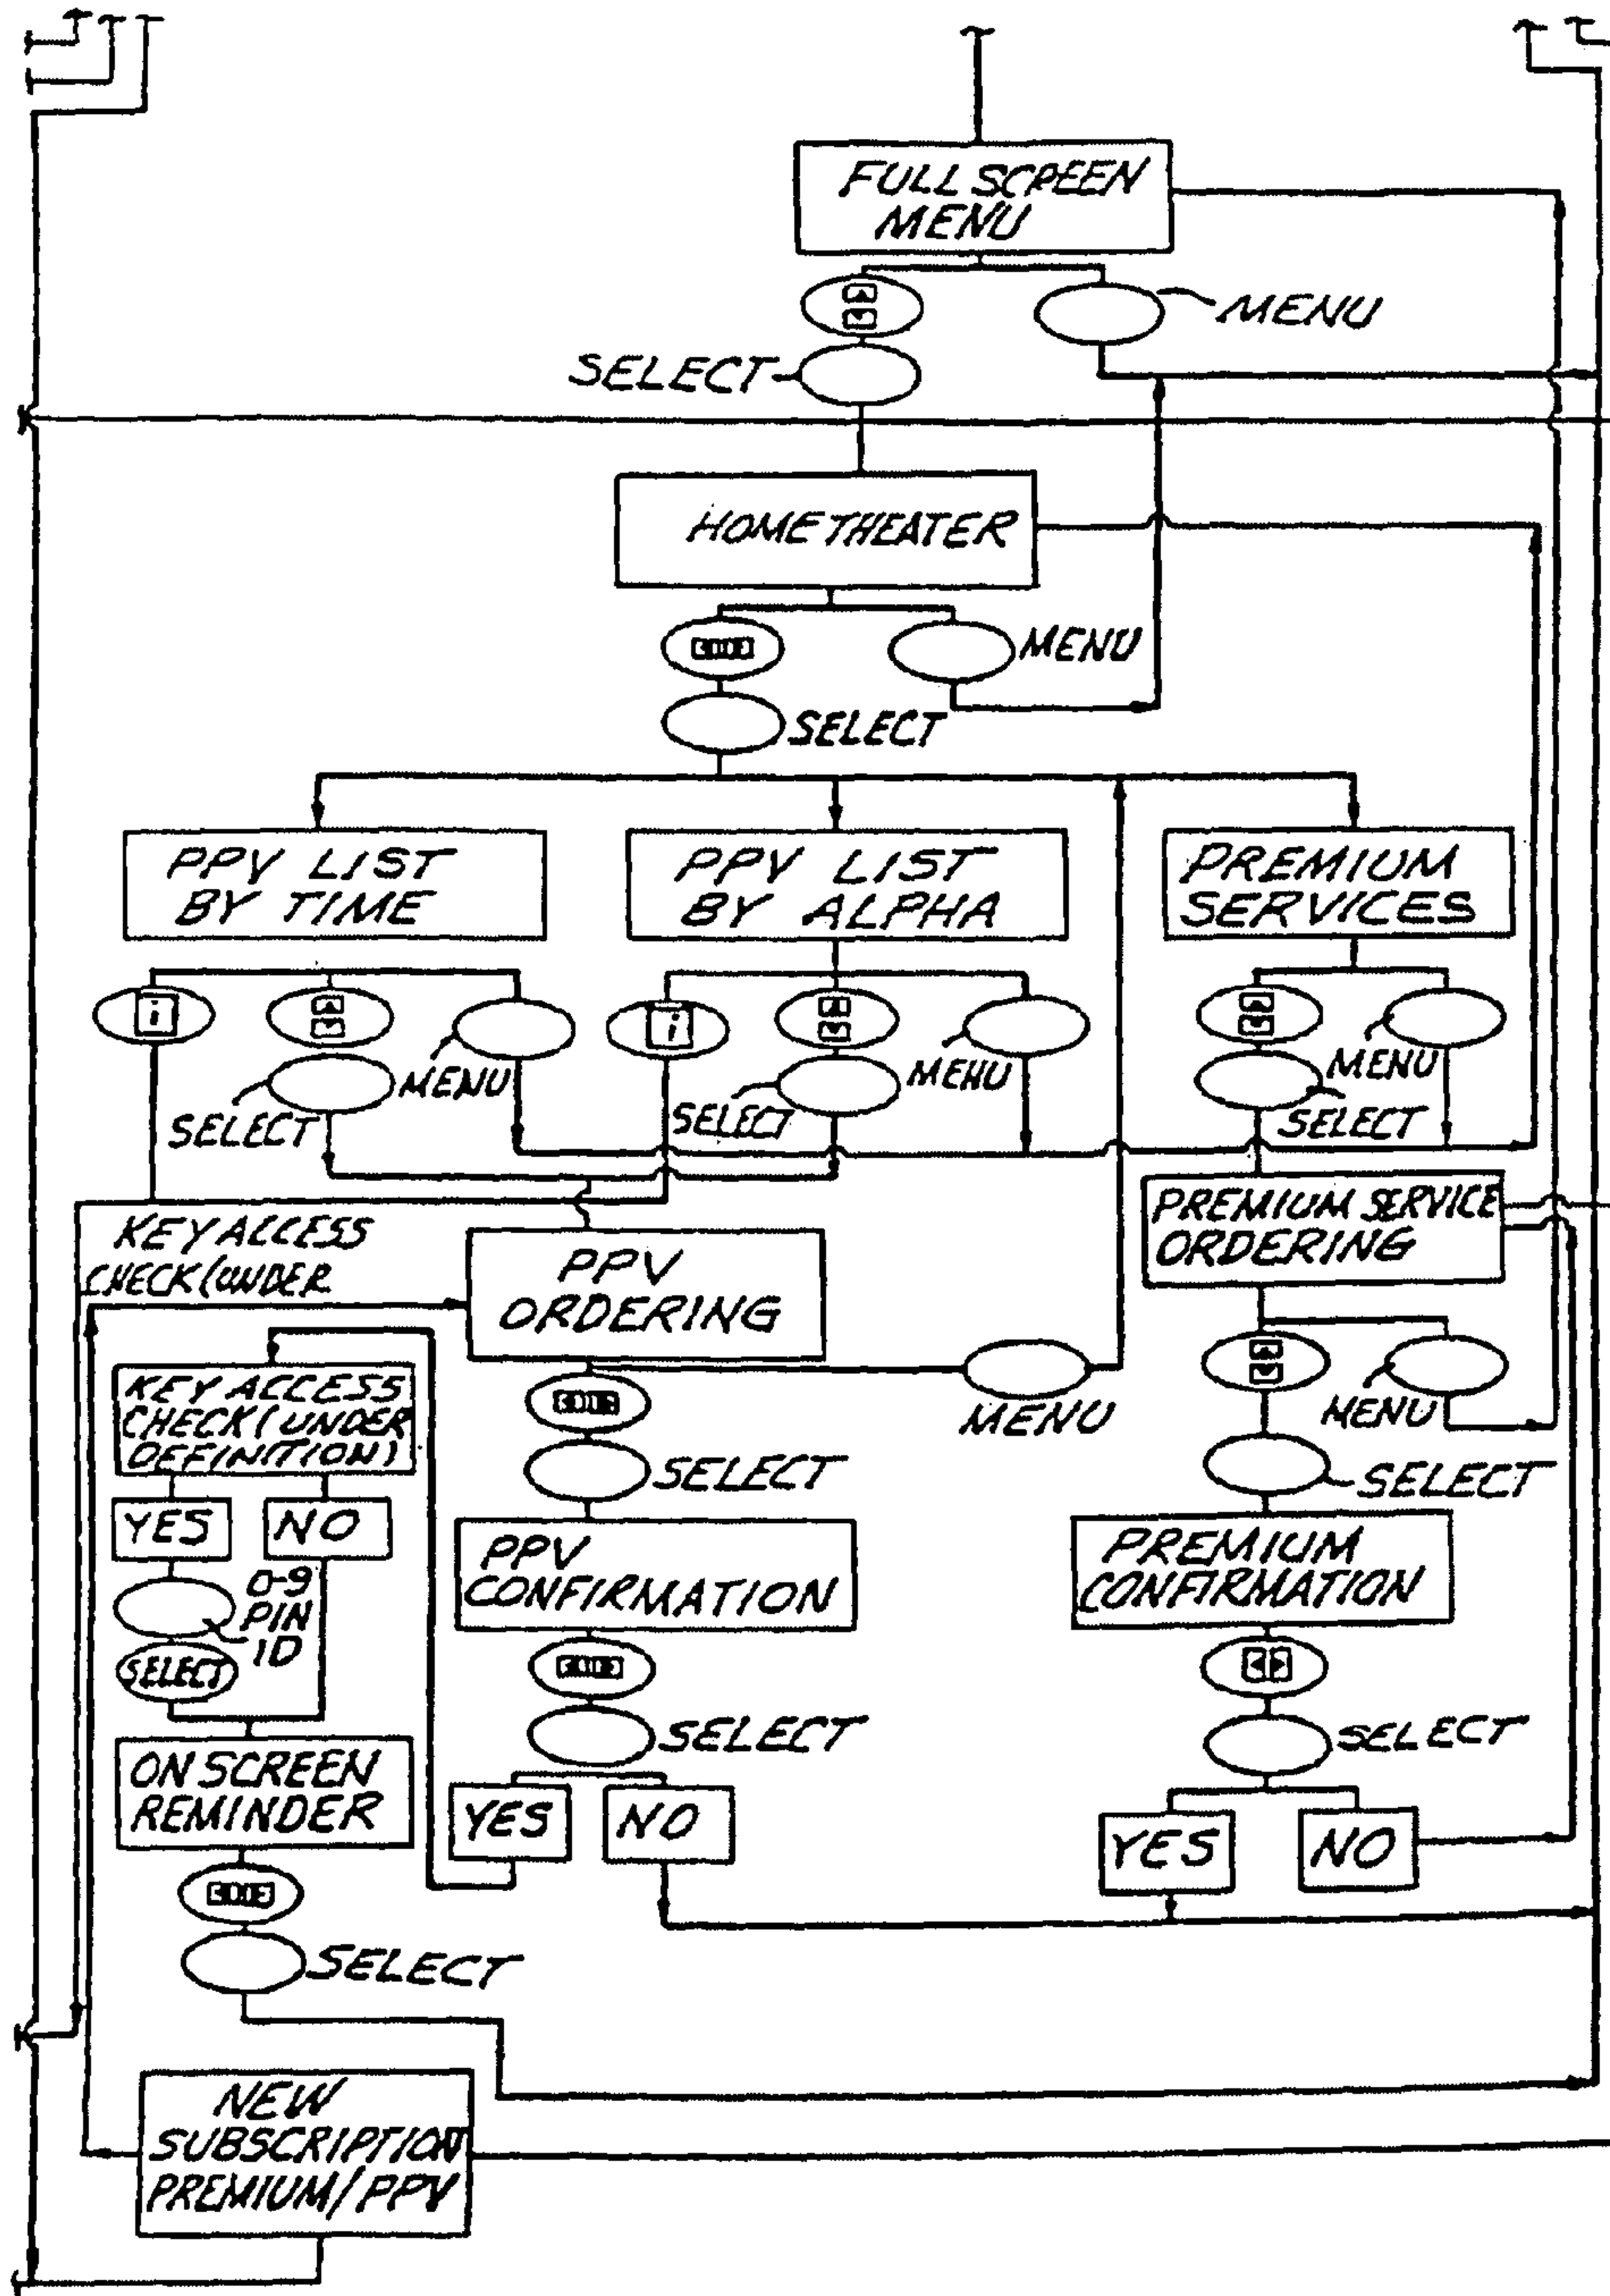 FULL SCREEN
MENU
MENU
SELECT
HOME THEATER
MENU
SELECT
PPV LIST
BY TIME
PPV LIST
BY ALPHA
PREMIUM
SERVICES
i
i
MENU
MENU
MENU
SELECT
SELECT
SELECT
KEY ACCESS
CHECK (UNDER
PPV
ORDERING
PREMIUM SERVICE
ORDERING
MENU
MENU
KEY ACCESS
CHECK (UNDER
DEFINITION)
SELECT
SELECT
YES
NO
0-9
PIN
ID
SELECT
PPV
CONFIRMATION
PREMIUM
CONFIRMATION
SELECT
SELECT
ON SCREEN
REMINDER
YES
NO
YES
NO
SELECT
NEW
SUBSCRIPTION
PREMIUM/PPV